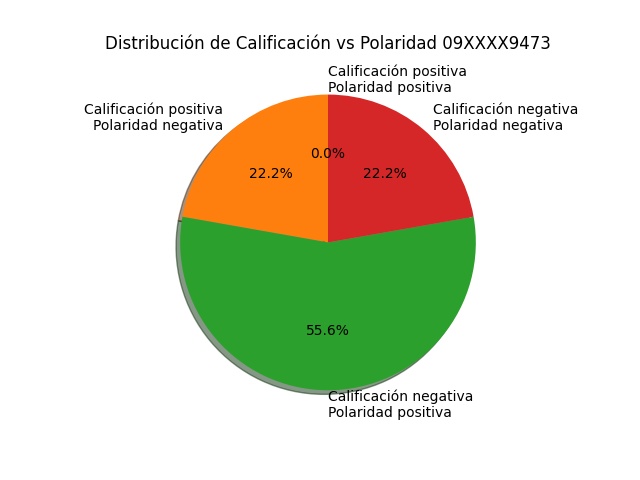 Distribución de Calificación vs Polaridad 09XXXX9473
Calificación positiva
Polaridad positiva
Calificación positiva
Polaridad negativa
Calificación negativa
Polaridad negativa
0.0%
22.2%
22.2%
55.6%
Calificación negativa
Polaridad positiva